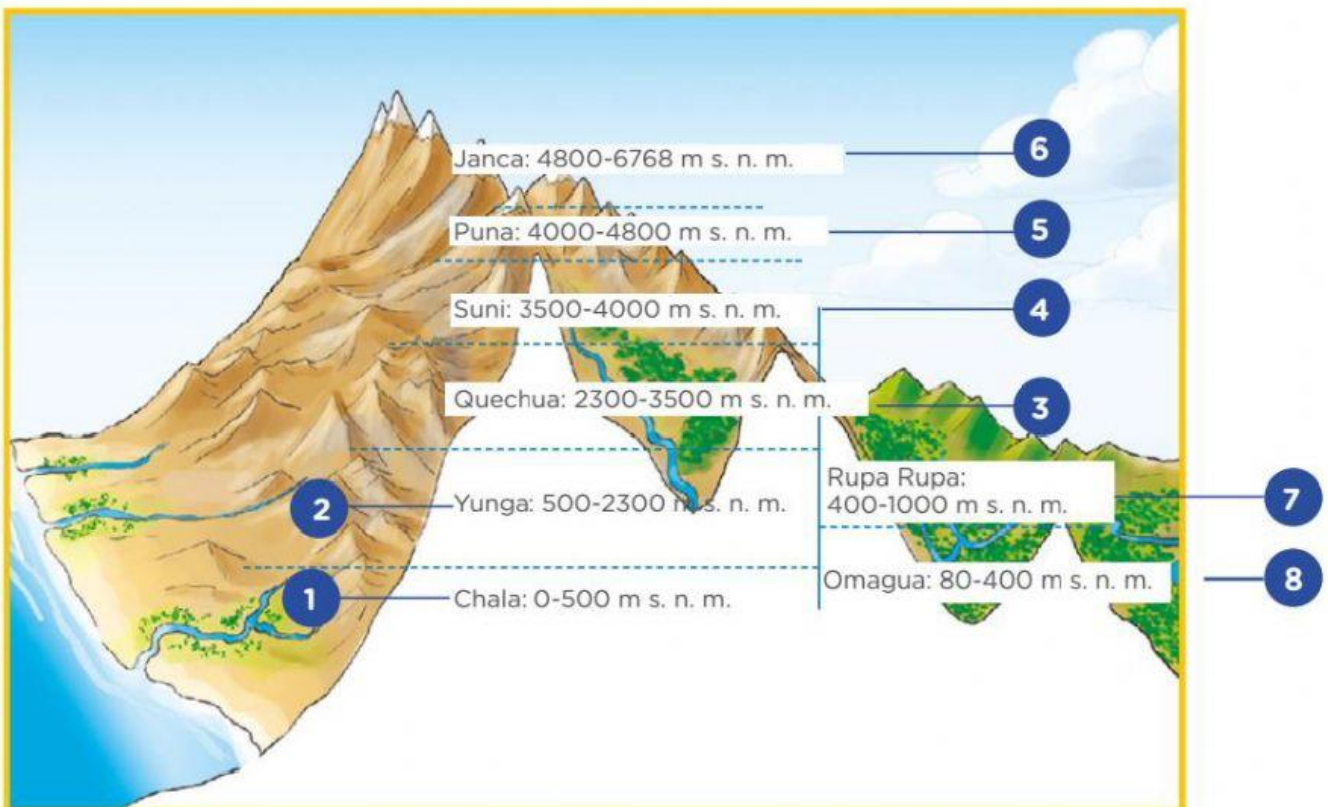 Janca: 4800-6768 m s. n. m.
6
Puna: 4000-4800 m s. n. m.
5
Suni: 3500-4000 m s. n. m.
4
Quechua: 2300-3500 m s. n. m.
3
Rupa Rupa:
400-1000 m s. n. m.
7
2
Yunga: 500-2300 m s. n. m.
Omagua: 80-400 m s. n. m.
8
1
Chala: 0-500 m s. n. m.